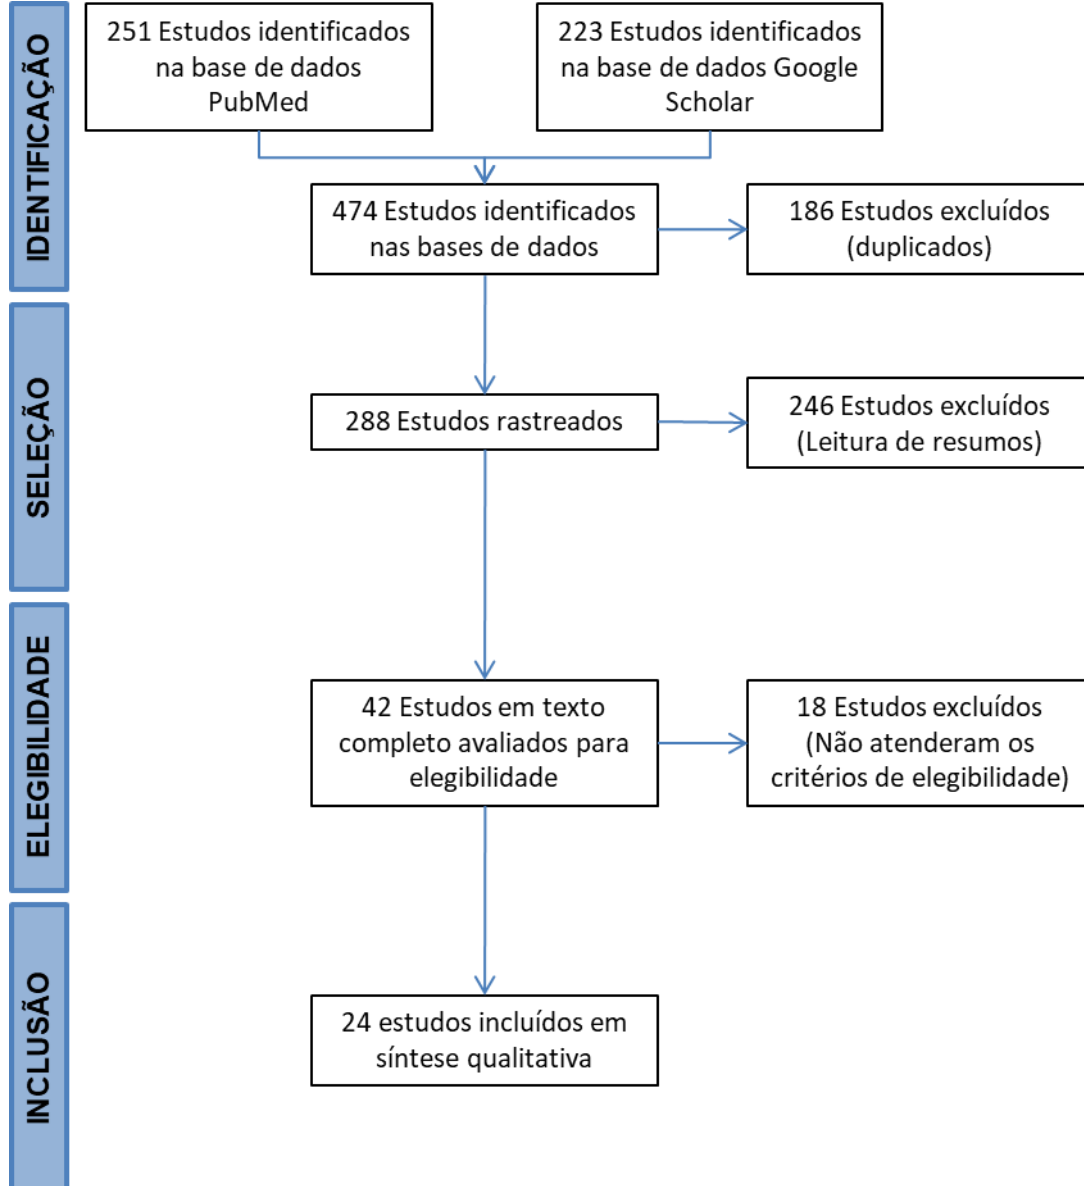 IDENTIFICAÇÃO
251 Estudos identificados
na base de dados
PubMed
223 Estudos identificados
na base de dados Google
Scholar
474 Estudos identificados
nas bases de dados
186 Estudos excluídos
(duplicados)
SELEÇÃO
288 Estudos rastreados
246 Estudos excluídos
(Leitura de resumos)
ELEGIBILIDADE
42 Estudos em texto
completo avaliados para
elegibilidade
18 Estudos excluídos
(Não atenderam os
critérios de elegibilidade)
INCLUSÃO
24 estudos incluídos em
síntese qualitativa